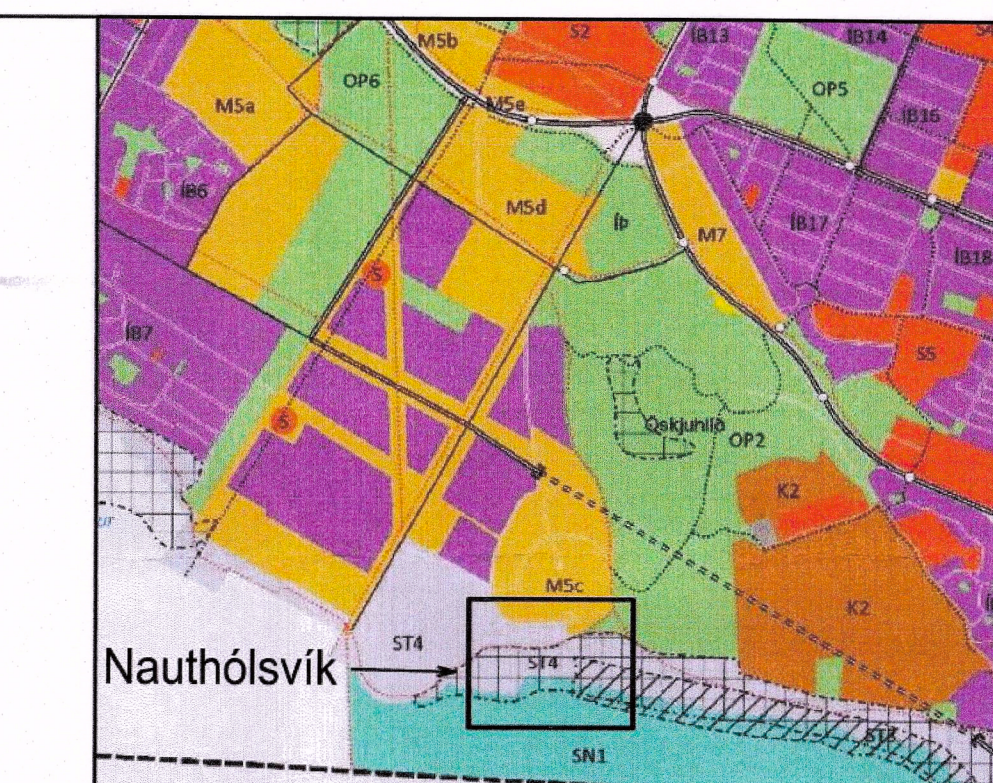 M5b
S2
ÍB13
ÍB14
OP6
M5a
M5e
OP5
ÍB16
ÍB6
M5d
Íþ
M7
ÍB17
ÍB18
S
ÍB7
S5
S
Öskjuhlíð
OP2
K2
M5c
K2
ST4
Nauthólsvík
ST4
SN1